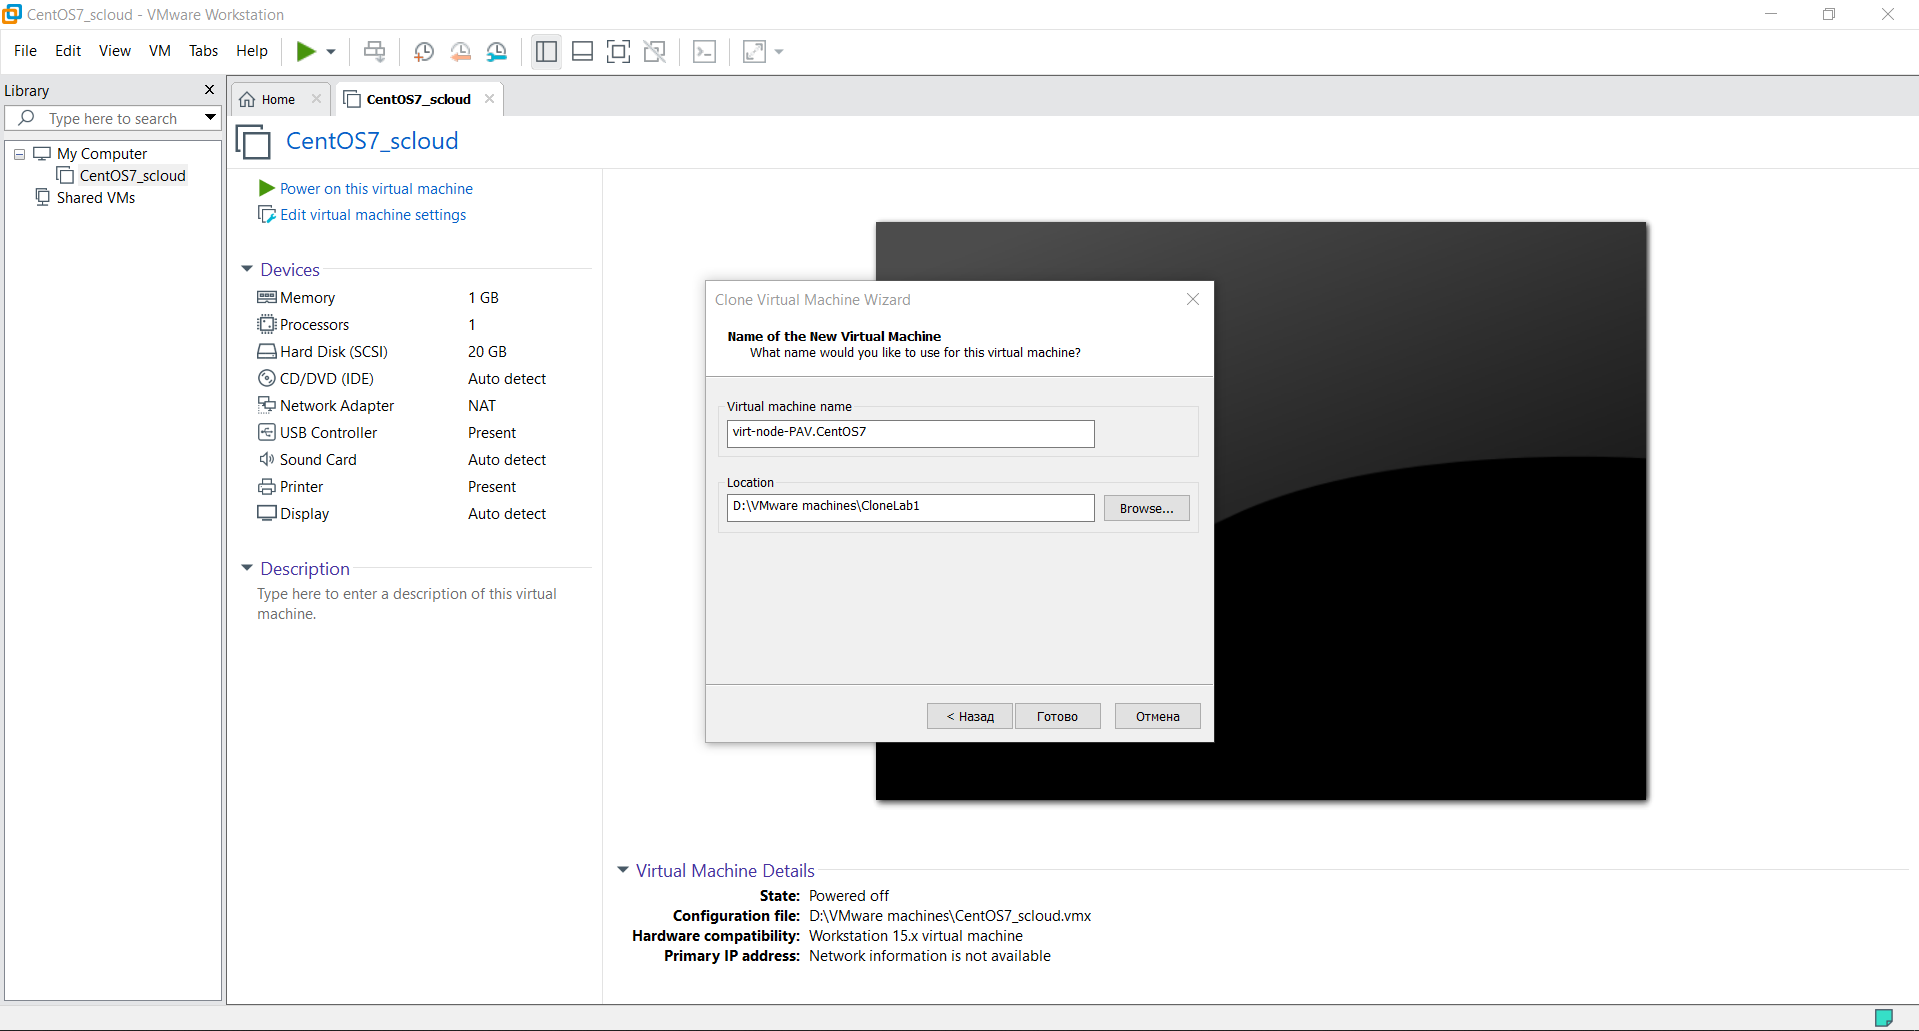 CentOS7_scloud - VMware Workstation
File Edit View VM Tabs Help
Library X
Type here to search
My Computer
CentOS7_scloud
Shared VMs
Home CentOS7_scloud
CentOS7_scloud
Power on this virtual machine
Edit virtual machine settings
Devices
Memory 1 GB
Processors 1
Hard Disk (SCSI) 20 GB
CD/DVD (IDE) Auto detect
Network Adapter NAT
USB Controller Present
Sound Card Auto detect
Printer Present
Display Auto detect
Description
Type here to enter a description of this virtual
machine.
Clone Virtual Machine Wizard
Name of the New Virtual Machine
What name would you like to use for this virtual machine?
Virtual machine name
virt-node-PAV.CentOS7
Location
D:\VMware machines\CloneLab1
Browse...
< Назад Готово Отмена
Virtual Machine Details
State: Powered off
Configuration file: D:\VMware machines\CentOS7_scloud.vmx
Hardware compatibility: Workstation 15.x virtual machine
Primary IP address: Network information is not available